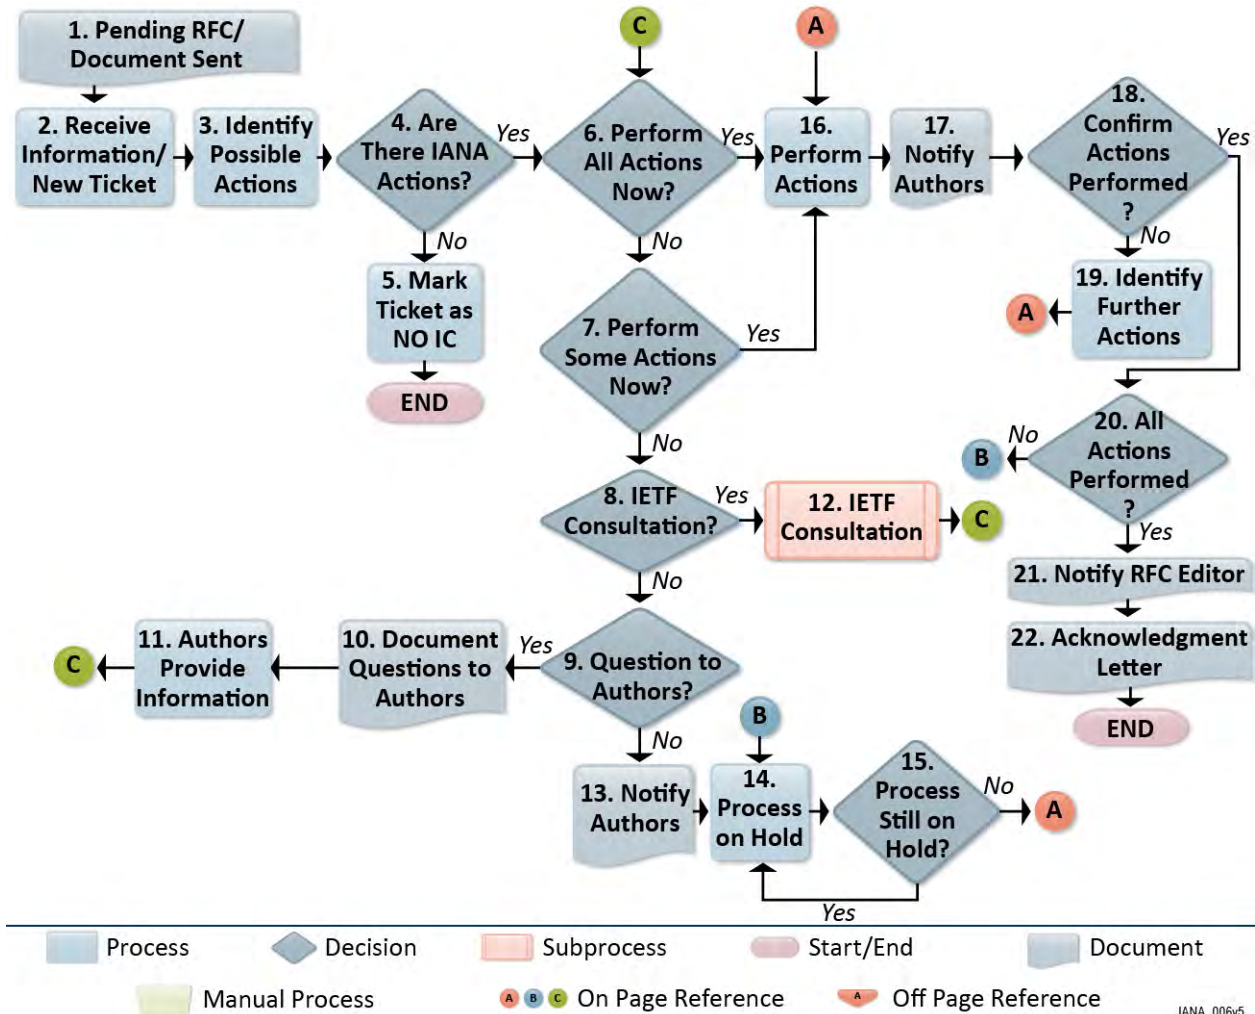 1. Pending RFC/
Document Sent
C
A
2. Receive
Information/
New Ticket
3. Identify
Possible
Actions
4. Are
There IANA
Actions?
Yes
No
5. Mark
Ticket as
NO IC
END
6. Perform
All Actions
Now?
Yes
No
7. Perform
Some Actions
Now?
Yes
No
16.
Perform
Actions
17.
Notify
Authors
18.
Confirm
Actions
Performed
?
Yes
No
19. Identify
Further
Actions
A
20. All
Actions
Performed
?
No
B
Yes
8. IETF
Consultation?
Yes
12. IETF
Consultation
C
No
21. Notify RFC Editor
22. Acknowledgment
Letter
END
9. Question to
Authors?
Yes
10. Document
Questions to
Authors
11. Authors
Provide
Information
C
No
13. Notify
Authors
B
14.
Process
on Hold
15.
Process
Still on
Hold?
No
A
Yes
Process
Decision
Subprocess
Start/End
Document
Manual Process
A B C On Page Reference
A Off Page Reference
IANA_006v5